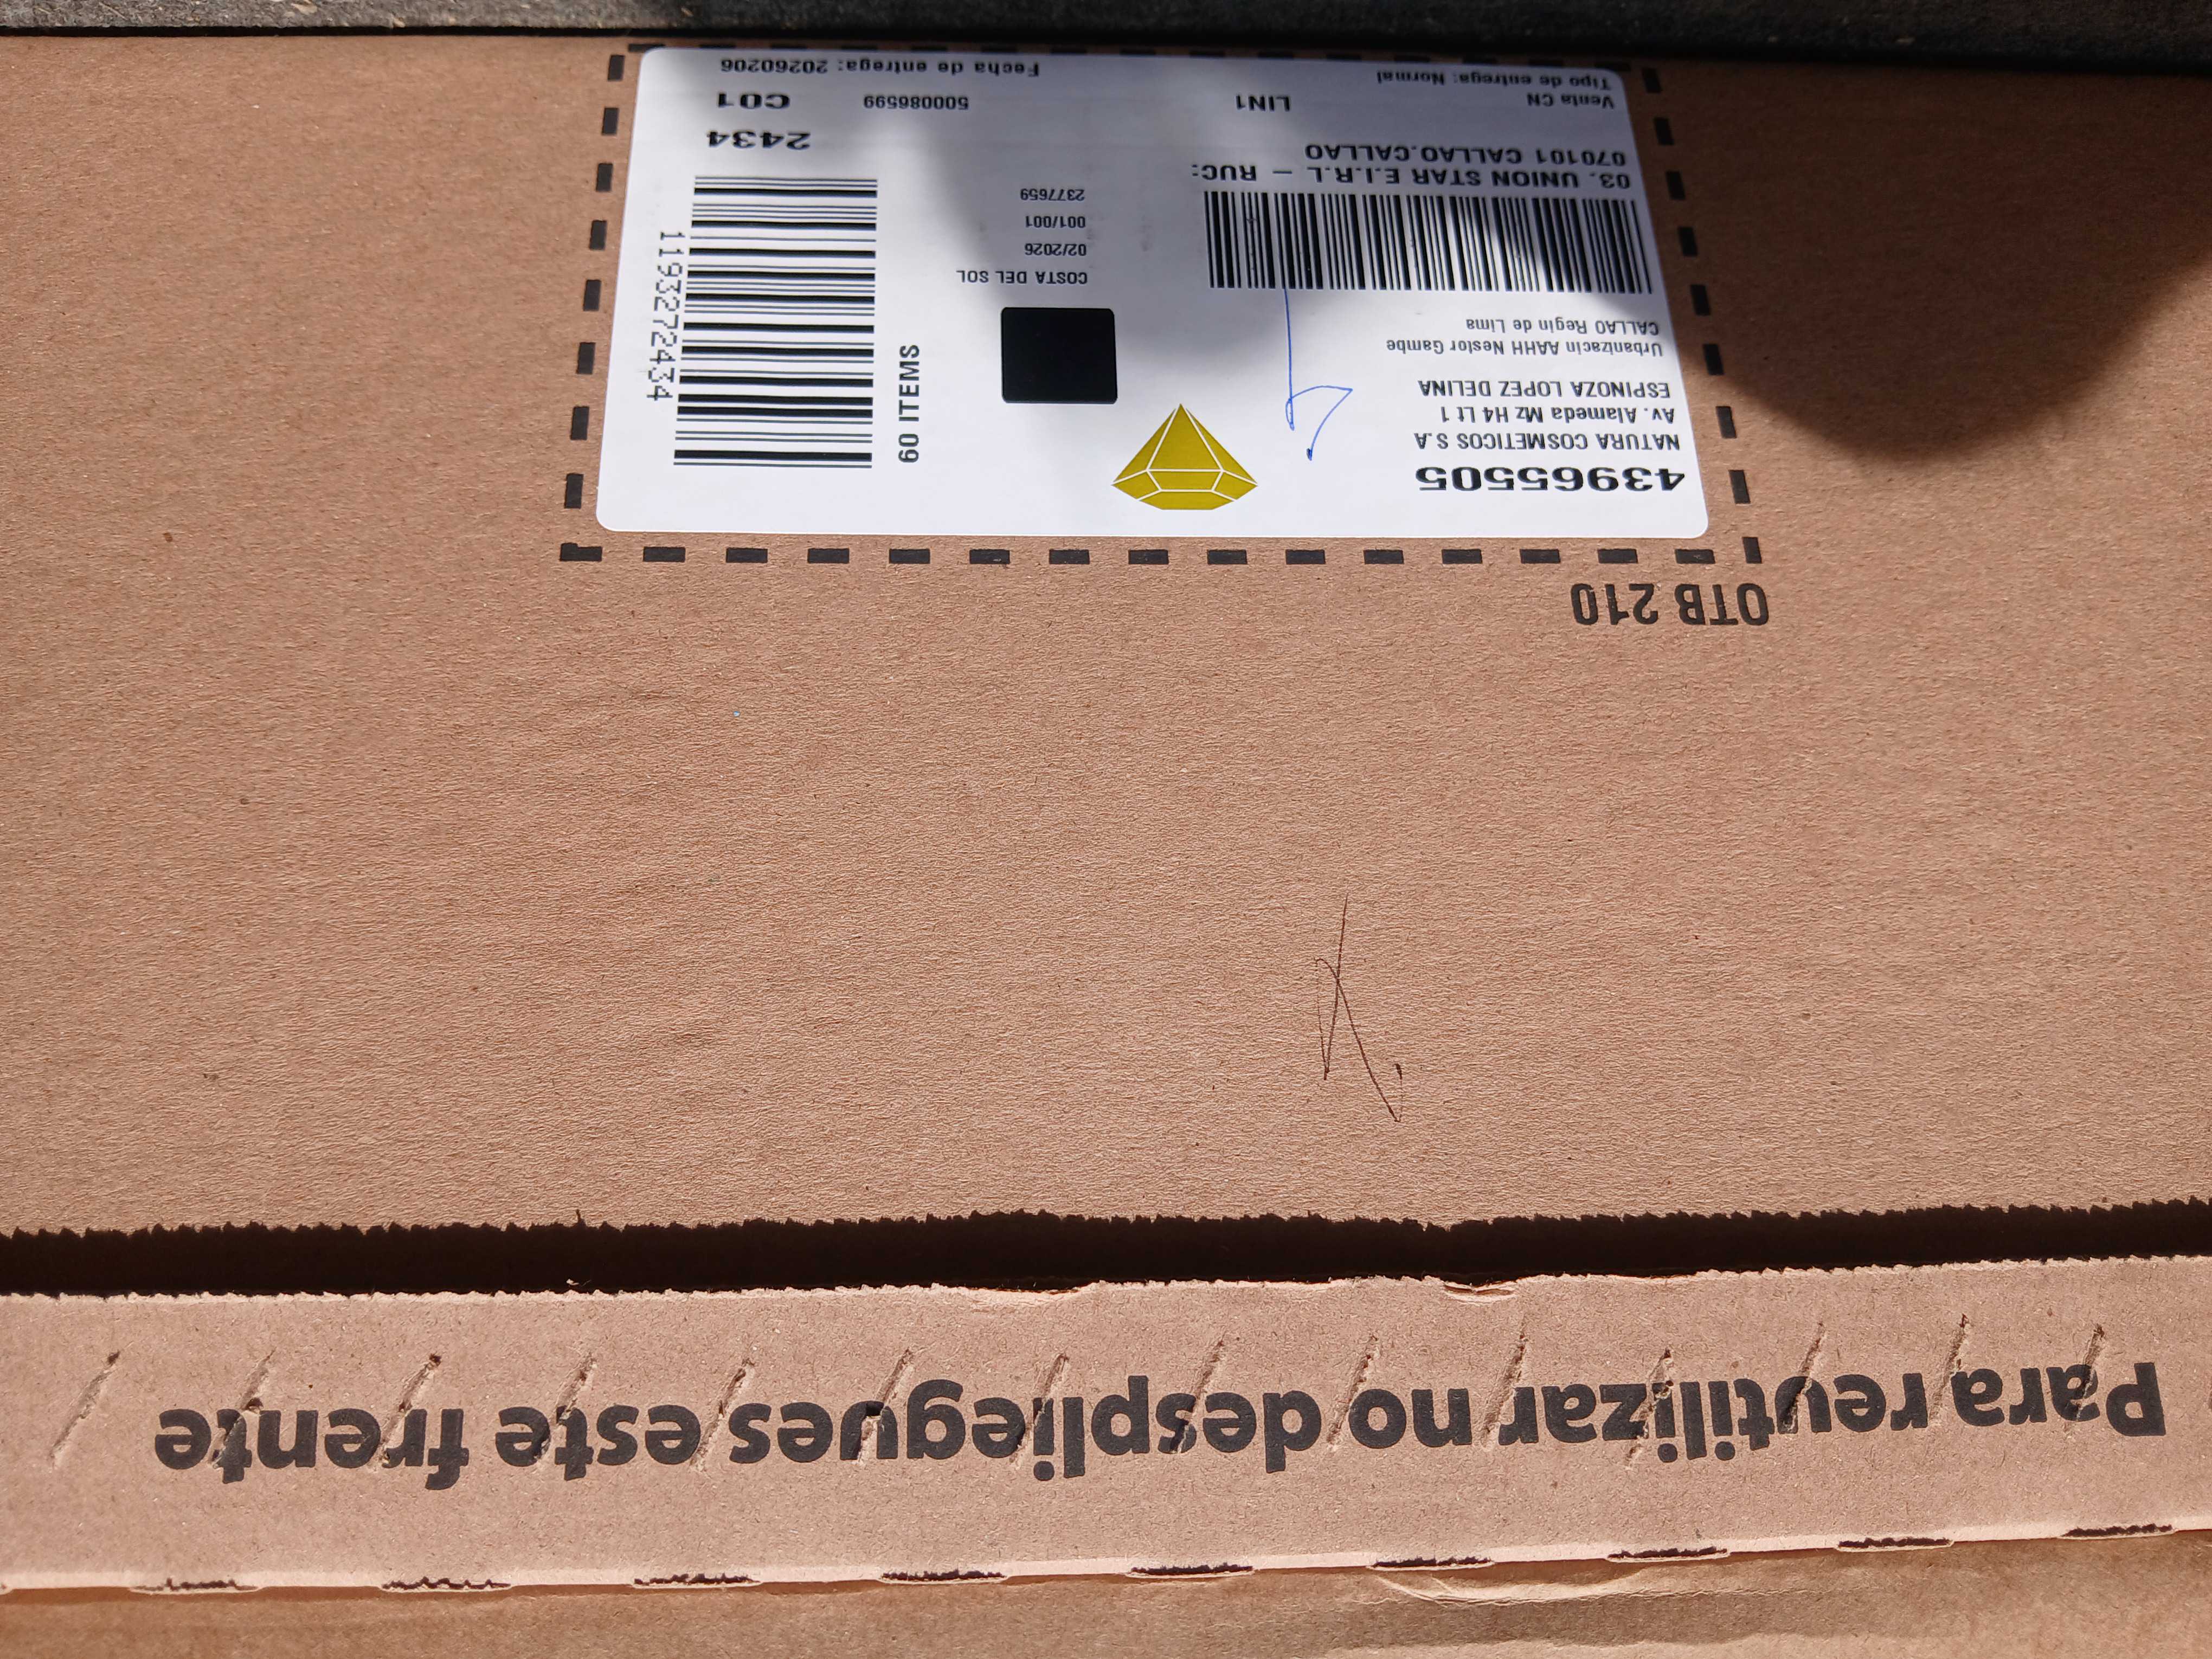 OTB 210
43965505
NATURA COSMETICOS S.A
Av. Alameda Mz H4 Lt 1
ESPINOZA LOPEZ DELINA
Urbanizacin AAHH Nestor Gambe
CALLAO Regin de Lima
03. UNION STAR E.I.R.L - RUC:
070101 CALLAO.CALLAO
Venta CN
LIN1
Tipo de entrega: Normal
COSTA DEL SOL
02/2026
001/001
2377659
500086599
Fecha de entrega: 20260206
60 ITEMS
1193272434
2434
C01
Para reutilizar no despliegues este frente